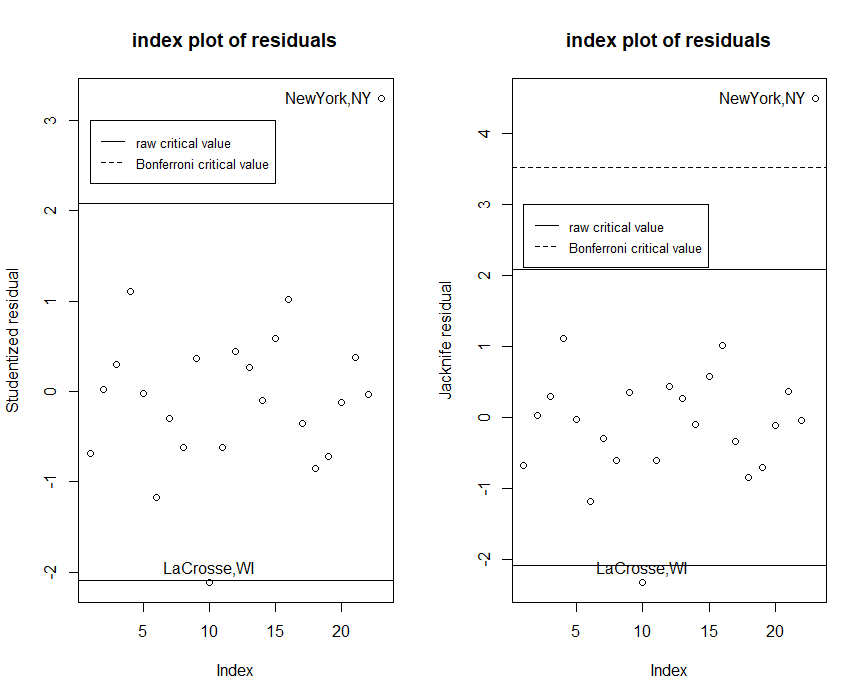 index plot of residuals
NewYork,NY
3
raw critical value
Bonferroni critical value
2
1
0
-1
-2
LaCrosse,WI
Studentized residual
5
10
15
20
Index
index plot of residuals
NewYork,NY
4
3
raw critical value
Bonferroni critical value
2
1
0
-1
-2
LaCrosse,WI
Jacknife residual
5
10
15
20
Index